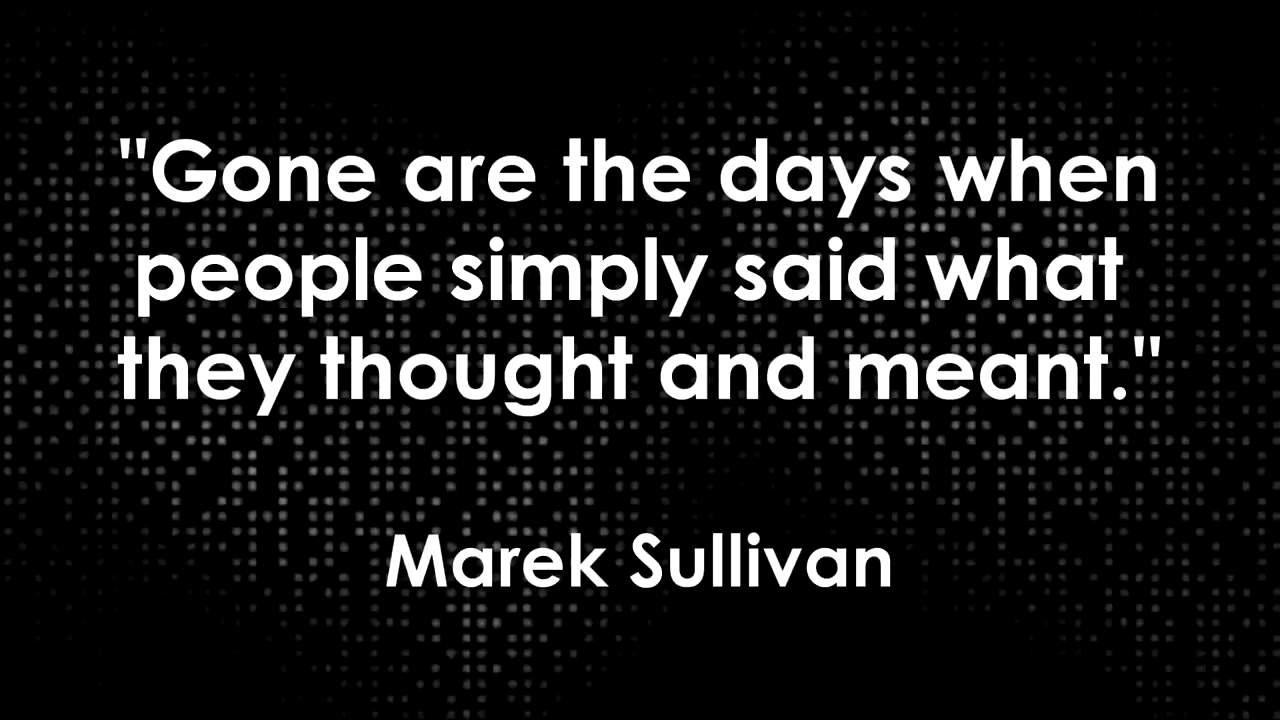 "Gone are the days when
people simply said what
they thought and meant."
Marek Sullivan